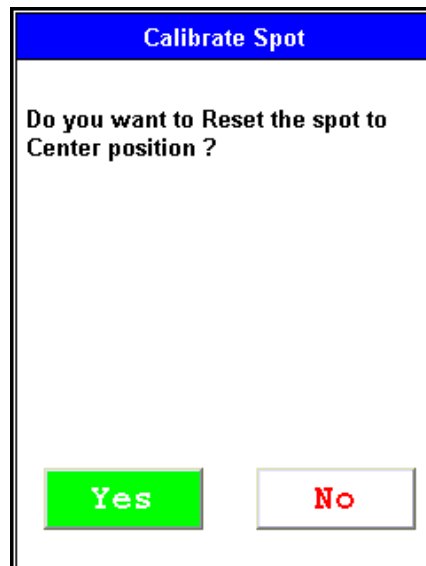 Calibrate Spot
Do you want to Reset the spot to
Center position ?
Yes
No